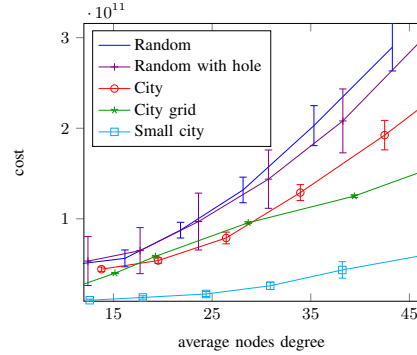 ·10¹¹
3
2
1
cost
Random
Random with hole
City
City grid
Small city
15 25 35 45
average nodes degree